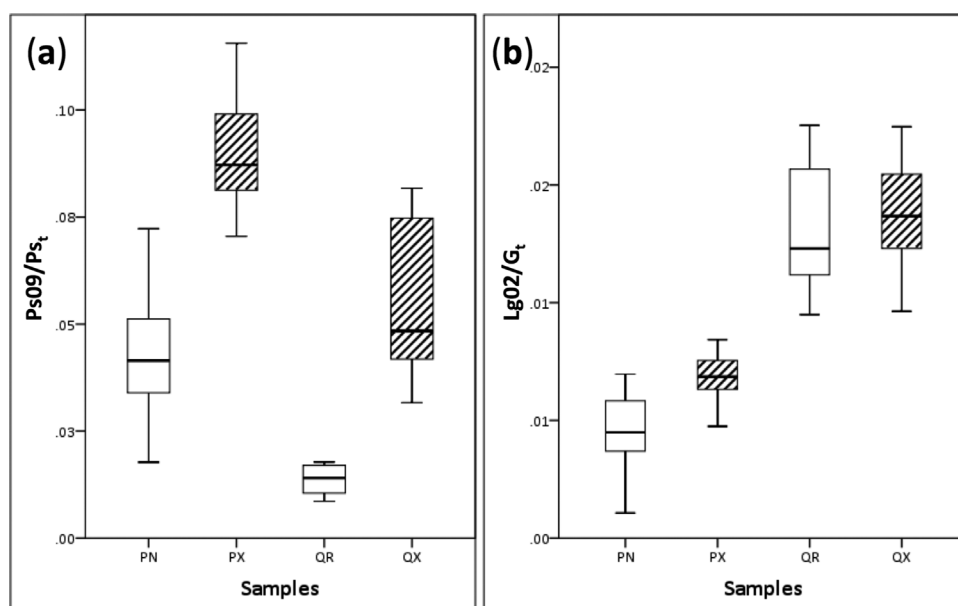 (a)
.10
.08
.05
.03
.00
Ps09/Psₜ
PN PX QR QX
Samples
(b)
.02
.02
.01
.01
.00
Lg02/Gₜ
PN PX QR QX
Samples